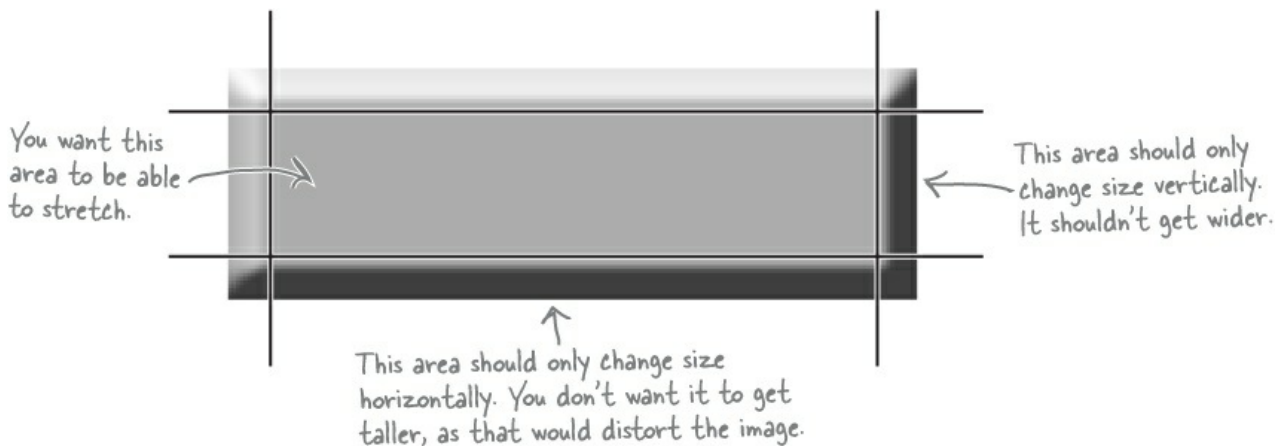 You want this
area to be able
to stretch.
This area should only
change size vertically.
It shouldn't get wider.
This area should only change size
horizontally. You don't want it to get
taller, as that would distort the image.